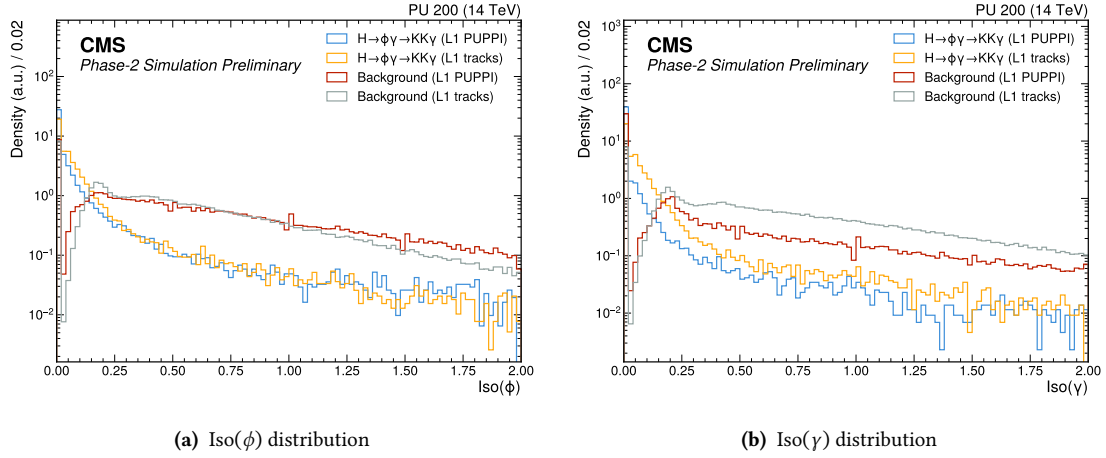 PU 200 (14 TeV)
Density (a.u.) / 0.02
CMS
Phase-2 Simulation Preliminary
H→ϕγ→KKγ (L1 PUPPI)
H→ϕγ→KKγ (L1 tracks)
Background (L1 PUPPI)
Background (L1 tracks)
10²
10¹
10⁰
10⁻¹
10⁻²
0.00 0.25 0.50 0.75 1.00 1.25 1.50 1.75 2.00
Iso(ϕ)
(a) Iso(ϕ) distribution
PU 200 (14 TeV)
Density (a.u.) / 0.02
CMS
Phase-2 Simulation Preliminary
H→ϕγ→KKγ (L1 PUPPI)
H→ϕγ→KKγ (L1 tracks)
Background (L1 PUPPI)
Background (L1 tracks)
10³
10²
10¹
10⁰
10⁻¹
10⁻²
0.00 0.25 0.50 0.75 1.00 1.25 1.50 1.75 2.00
Iso(γ)
(b) Iso(γ) distribution